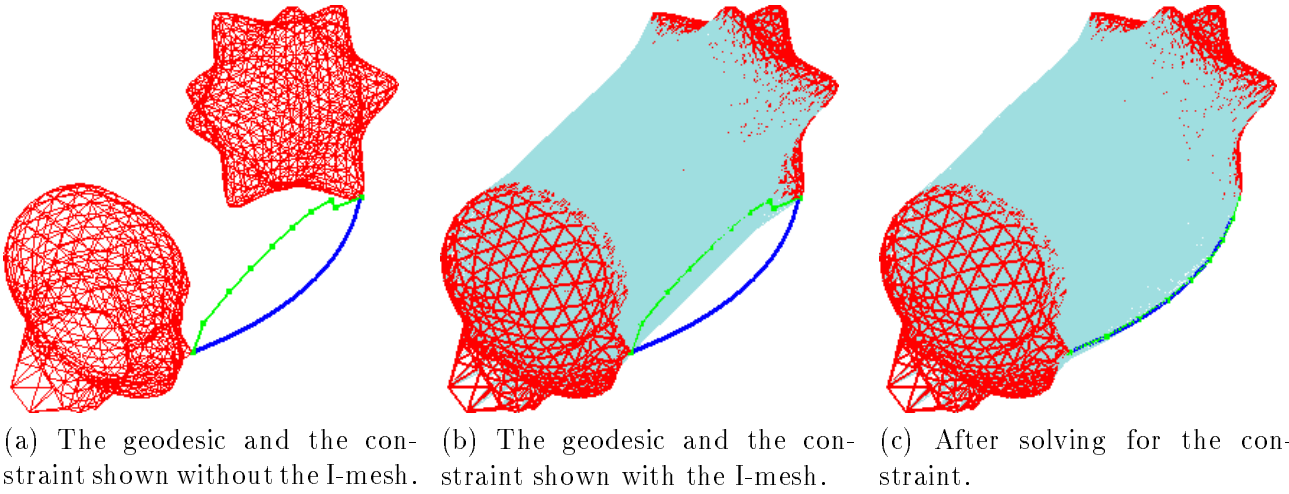 (a) The geodesic and the con-
straint shown without the I-mesh.
(b) The geodesic and the con-
straint shown with the I-mesh.
(c) After solving for the con-
straint.